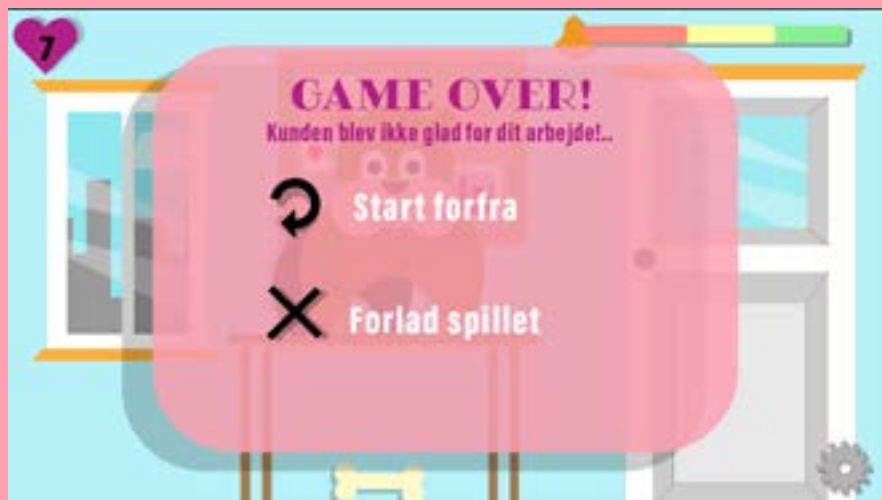 7
GAME OVER!
Kunden blev ikke glad for dit arbejde!..
Start forfra
Forlad spillet